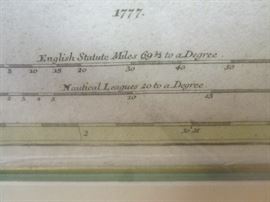 1777.
English Statute Miles 69½ to a Degree.
5 10 15 20 30 40 50
Nautical Leagues 20 to a Degree.
2 3 4 5 10 15
2